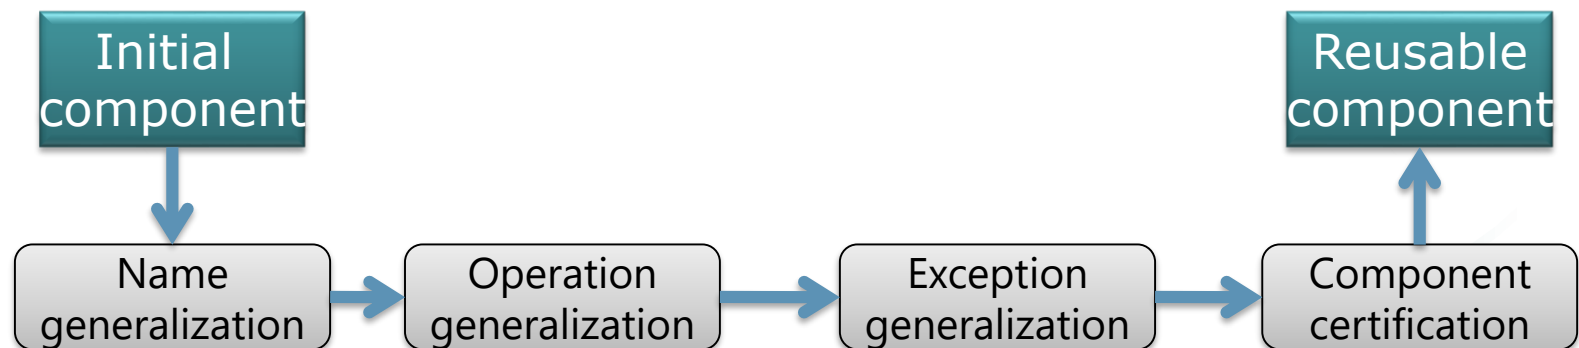 Initial
component
Reusable
component
Name
generalization
Operation
generalization
Exception
generalization
Component
certification